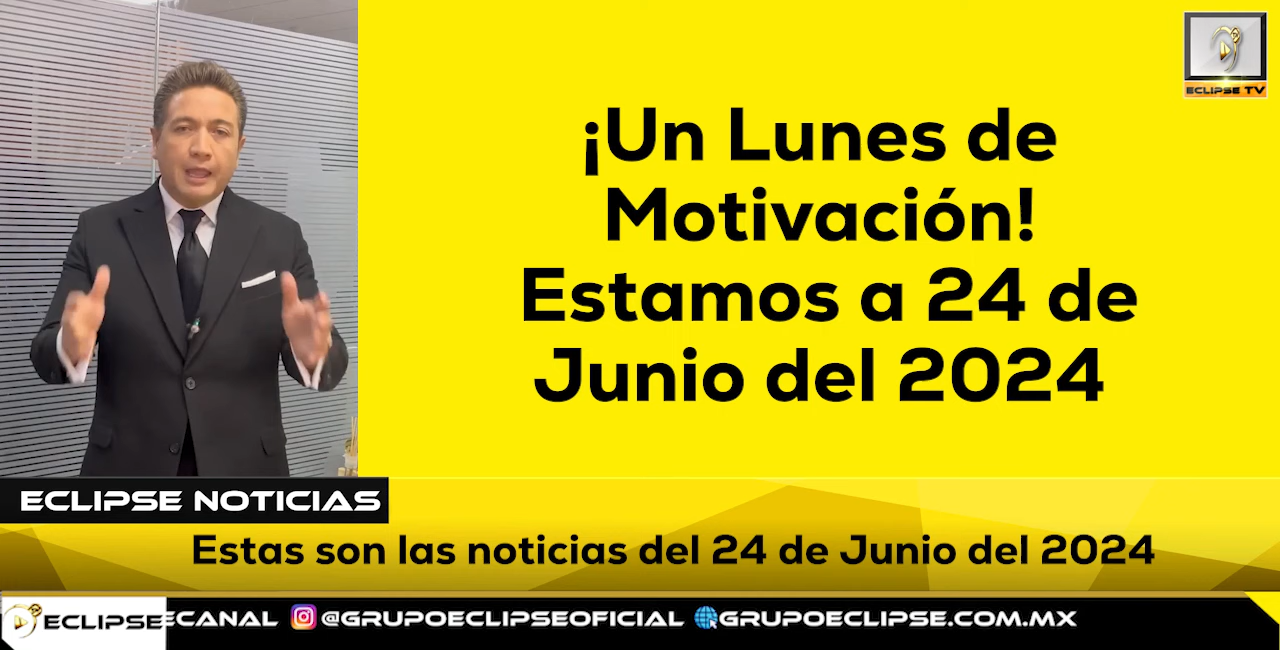 ECLIPSE TV
¡Un Lunes de
Motivación!
Estamos a 24 de
Junio del 2024
ECLIPSE NOTICIAS
Estas son las noticias del 24 de Junio del 2024
ECLIPSE ECANAL @GRUPOECLIPSEOFICIAL GRUPOECLIPSE.COM.MX